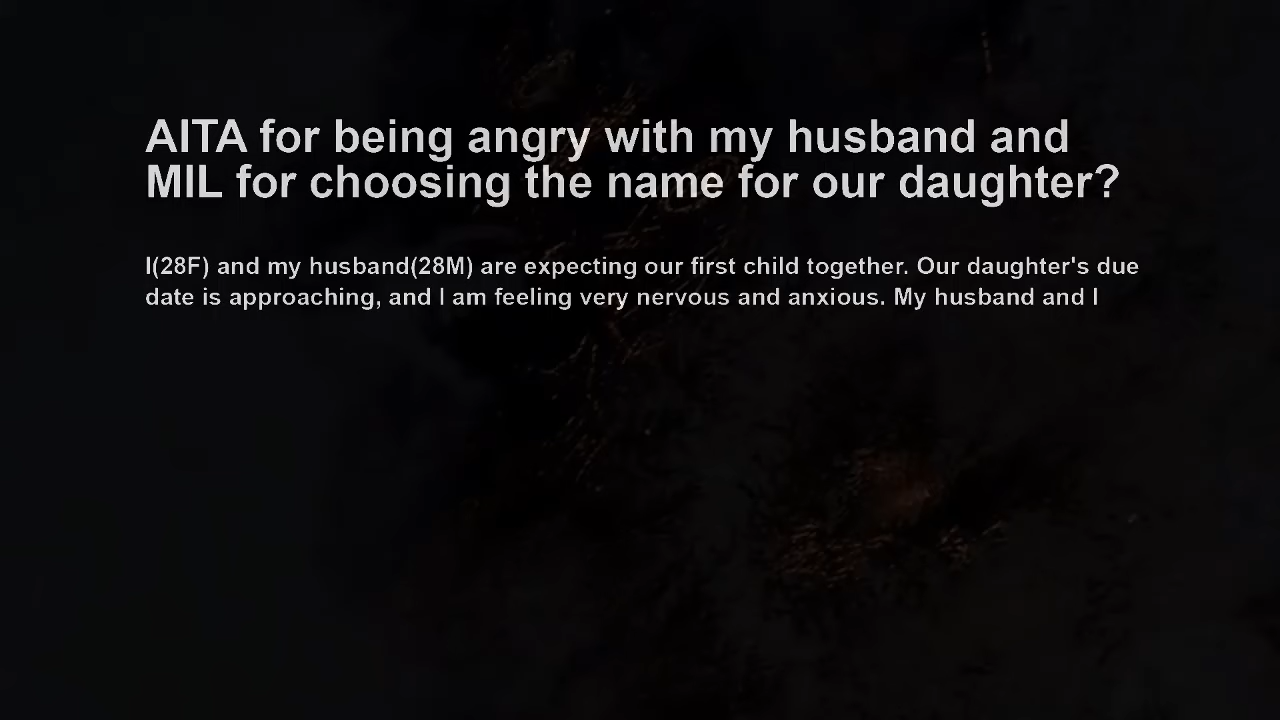 AITA for being angry with my husband and
MIL for choosing the name for our daughter?
I(28F) and my husband(28M) are expecting our first child together. Our daughter's due
date is approaching, and I am feeling very nervous and anxious. My husband and I